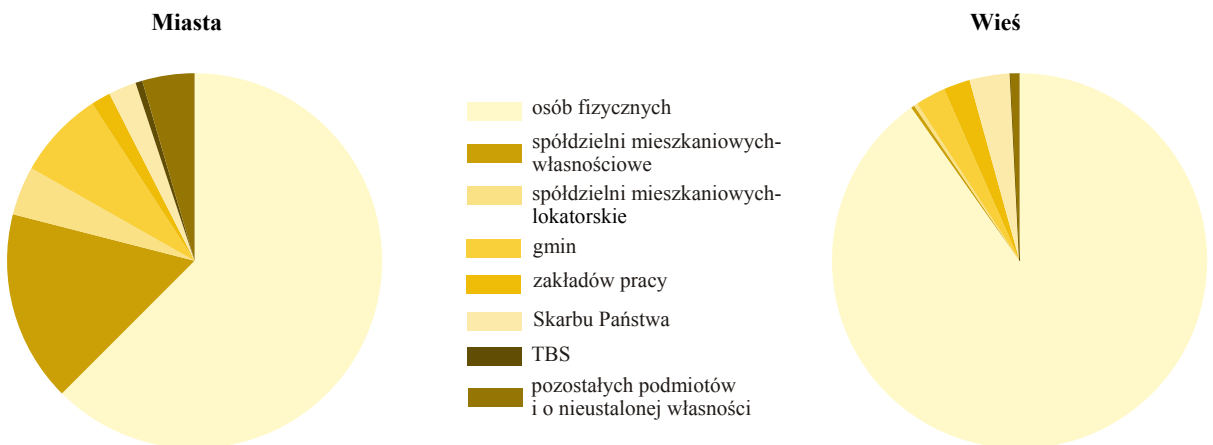 Miasta
Wieś
osób fizycznych
spółdzielni mieszkaniowych-
własnościowe
spółdzielni mieszkaniowych-
lokatorskie
gmin
zakładów pracy
Skarbu Państwa
TBS
pozostałych podmiotów
i o nieustalonej własności